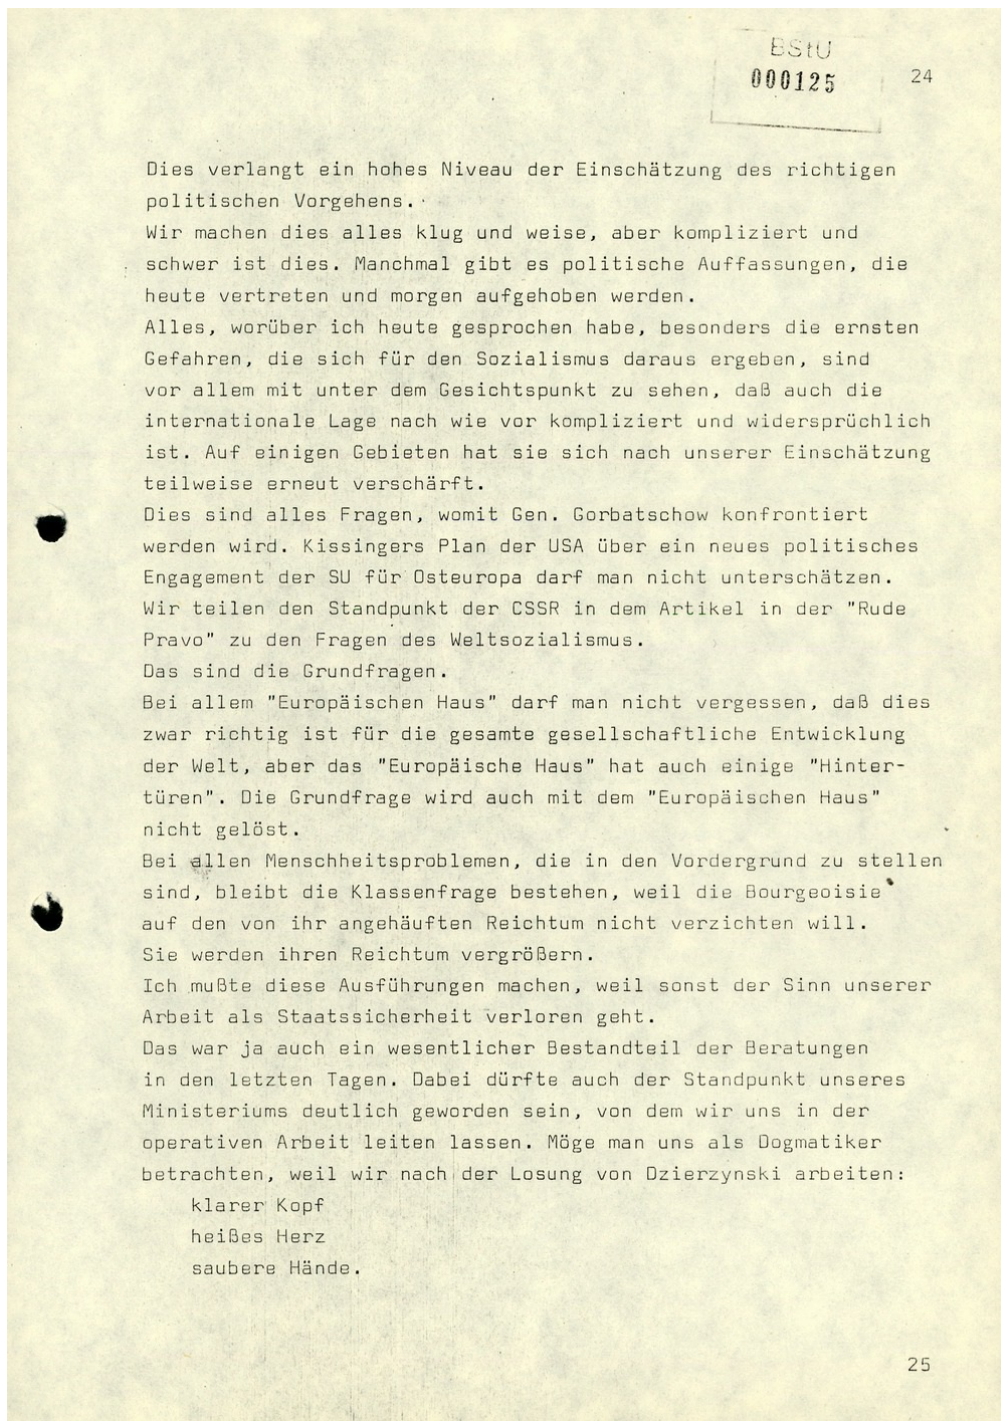 BStU
000125
24
Dies verlangt ein hohes Niveau der Einschätzung des richtigen
politischen Vorgehens.
Wir machen dies alles klug und weise, aber kompliziert und
schwer ist dies. Manchmal gibt es politische Auffassungen, die
heute vertreten und morgen aufgehoben werden.
Alles, worüber ich heute gesprochen habe, besonders die ernsten
Gefahren, die sich für den Sozialismus daraus ergeben, sind
vor allem mit unter dem Gesichtspunkt zu sehen, daß auch die
internationale Lage nach wie vor kompliziert und widersprüchlich
ist. Auf einigen Gebieten hat sie sich nach unserer Einschätzung
teilweise erneut verschärft.
Dies sind alles Fragen, womit Gen. Gorbatschow konfrontiert
werden wird. Kissingers Plan der USA über ein neues politisches
Engagement der SU für Osteuropa darf man nicht unterschätzen.
Wir teilen den Standpunkt der CSSR in dem Artikel in der "Rude
Pravo" zu den Fragen des Weltsozialismus.
Das sind die Grundfragen.
Bei allem "Europäischen Haus" darf man nicht vergessen, daß dies
zwar richtig ist für die gesamte gesellschaftliche Entwicklung
der Welt, aber das "Europäische Haus" hat auch einige "Hinter-
türen". Die Grundfrage wird auch mit dem "Europäischen Haus"
nicht gelöst.
Bei allen Menschheitsproblemen, die in den Vordergrund zu stellen
sind, bleibt die Klassenfrage bestehen, weil die Bourgeoisie
auf den von ihr angehäuften Reichtum nicht verzichten will.
Sie werden ihren Reichtum vergrößern.
Ich mußte diese Ausführungen machen, weil sonst der Sinn unserer
Arbeit als Staatssicherheit verloren geht.
Das war ja auch ein wesentlicher Bestandteil der Beratungen
in den letzten Tagen. Dabei dürfte auch der Standpunkt unseres
Ministeriums deutlich geworden sein, von dem wir uns in der
operativen Arbeit leiten lassen. Möge man uns als Dogmatiker
betrachten, weil wir nach der Losung von Dzierzynski arbeiten:
klarer Kopf
heißes Herz
saubere Hände.
25